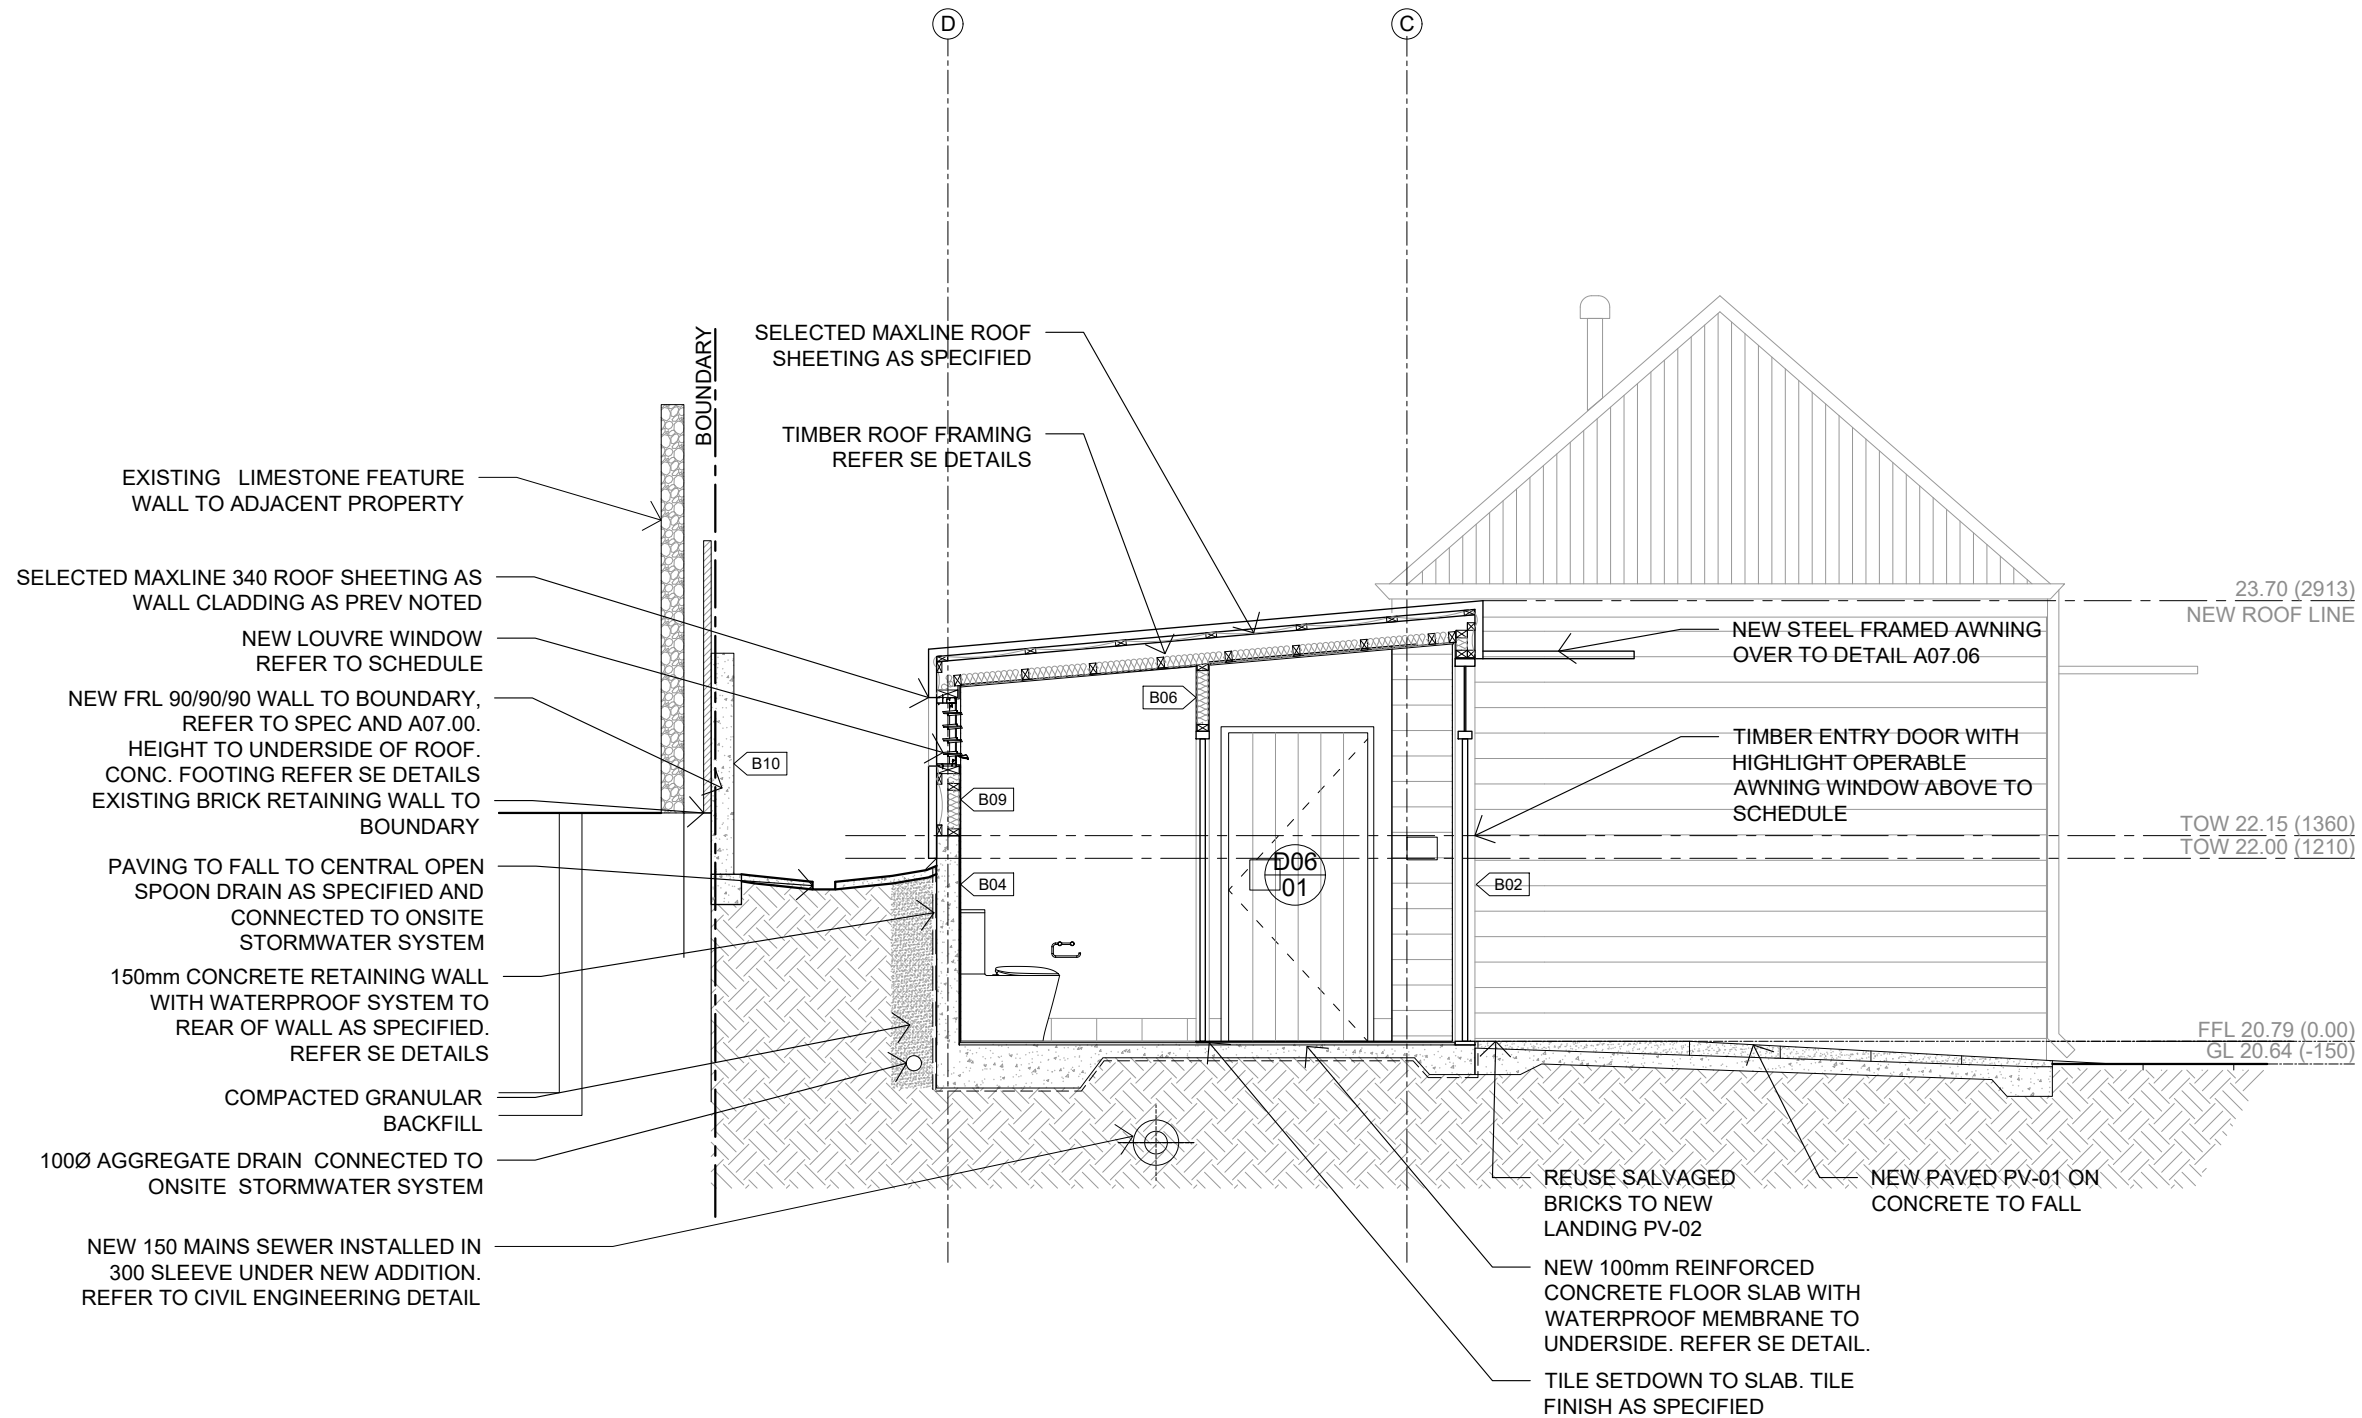 D
C
BOUNDARY
SELECTED MAXLINE ROOF
SHEETING AS SPECIFIED
TIMBER ROOF FRAMING
REFER SE DETAILS
EXISTING LIMESTONE FEATURE
WALL TO ADJACENT PROPERTY
SELECTED MAXLINE 340 ROOF SHEETING AS
WALL CLADDING AS PREV NOTED
NEW LOUVRE WINDOW
REFER TO SCHEDULE
NEW FRL 90/90/90 WALL TO BOUNDARY,
REFER TO SPEC AND A07.00.
HEIGHT TO UNDERSIDE OF ROOF.
CONC. FOOTING REFER SE DETAILS
EXISTING BRICK RETAINING WALL TO
BOUNDARY
PAVING TO FALL TO CENTRAL OPEN
SPOON DRAIN AS SPECIFIED AND
CONNECTED TO ONSITE
STORMWATER SYSTEM
150mm CONCRETE RETAINING WALL
WITH WATERPROOF SYSTEM TO
REAR OF WALL AS SPECIFIED.
REFER SE DETAILS
COMPACTED GRANULAR
BACKFILL
100Ø AGGREGATE DRAIN CONNECTED TO
ONSITE STORMWATER SYSTEM
NEW 150 MAINS SEWER INSTALLED IN
300 SLEEVE UNDER NEW ADDITION.
REFER TO CIVIL ENGINEERING DETAIL
B10
B09
B04
B06
B02
D06
01
23.70 (2913)
NEW ROOF LINE
NEW STEEL FRAMED AWNING
OVER TO DETAIL A07.06
TIMBER ENTRY DOOR WITH
HIGHLIGHT OPERABLE
AWNING WINDOW ABOVE TO
SCHEDULE
TOW 22.15 (1360)
TOW 22.00 (1210)
FFL 20.79 (0.00)
GL 20.64 (-150)
REUSE SALVAGED
BRICKS TO NEW
LANDING PV-02
NEW PAVED PV-01 ON
CONCRETE TO FALL
NEW 100mm REINFORCED
CONCRETE FLOOR SLAB WITH
WATERPROOF MEMBRANE TO
UNDERSIDE. REFER SE DETAIL.
TILE SETDOWN TO SLAB. TILE
FINISH AS SPECIFIED